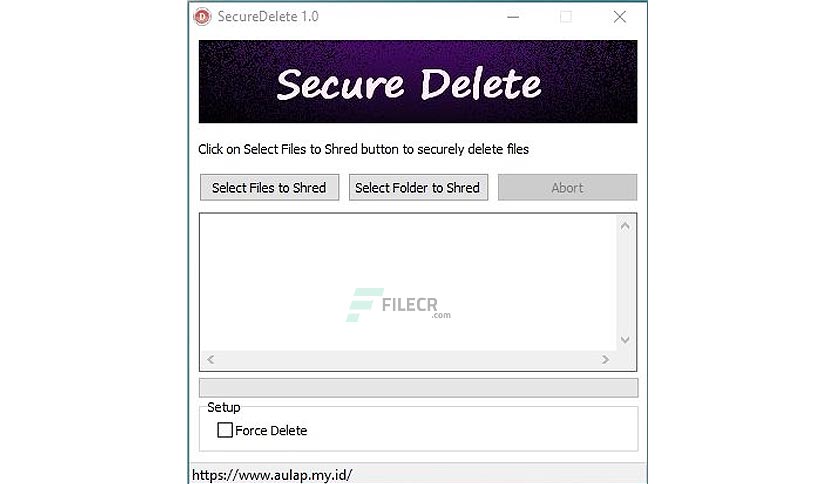 SecureDelete 1.0
Secure Delete
Click on Select Files to Shred button to securely delete files
Select Files to Shred Select Folder to Shred Abort
FILECR
.com
Setup
Force Delete
https://www.aulap.my.id/